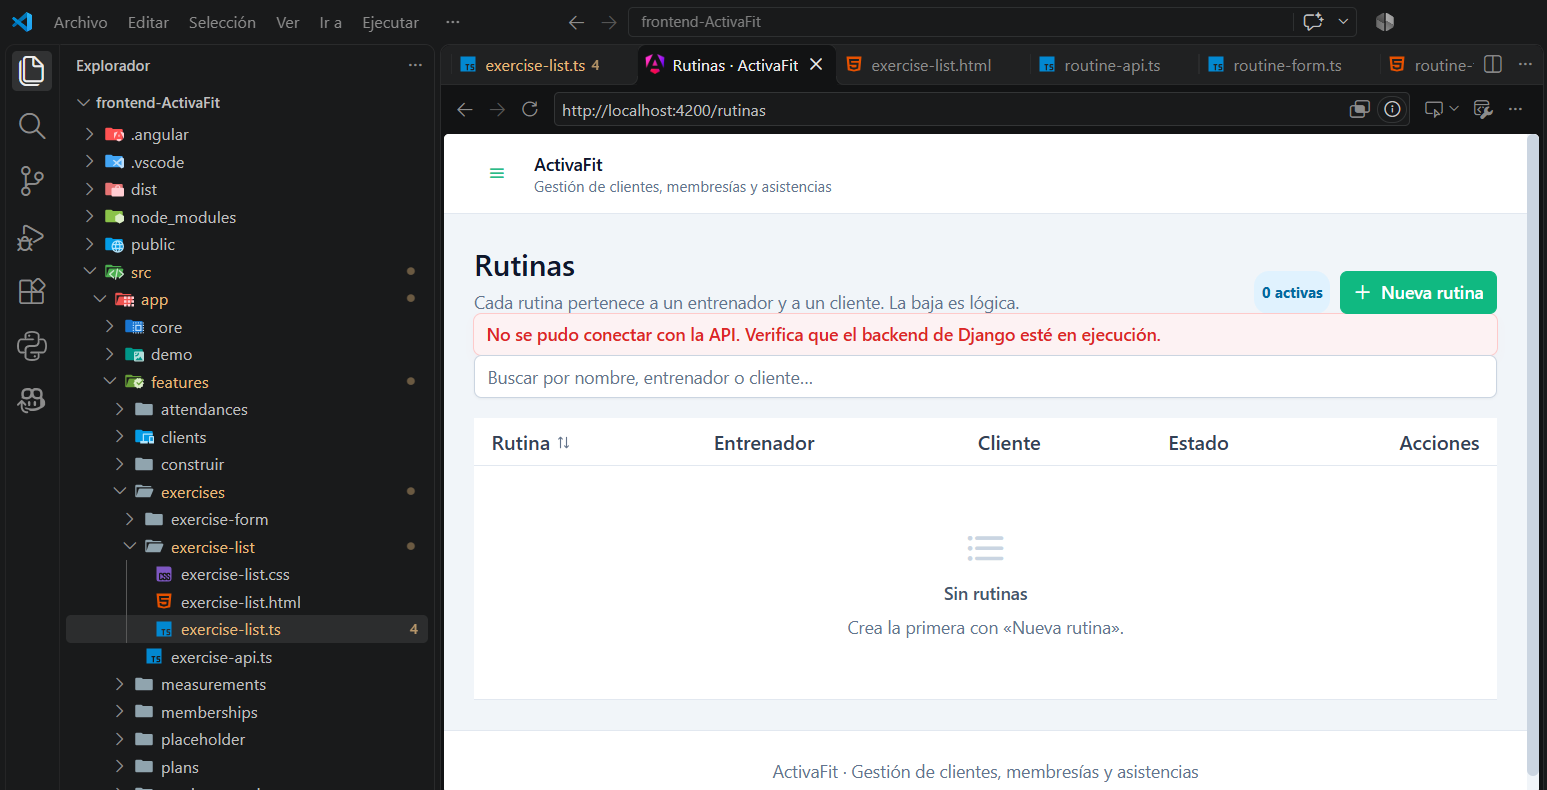 Archivo Editar Selección Ver Ir a Ejecutar ··· frontend-ActivaFit
Explorador ···
frontend-ActivaFit
.angular
.vscode
dist
node_modules
public
src
app
core
demo
features
attendances
clients
construir
exercises
exercise-form
exercise-list
exercise-list.css
exercise-list.html
exercise-list.ts 4
exercise-api.ts
measurements
memberships
placeholder
plans
exercise-list.ts 4 Rutinas · ActivaFit exercise-list.html routine-api.ts routine-form.ts routine-
http://localhost:4200/rutinas
ActivaFit
Gestión de clientes, membresías y asistencias
Rutinas
Cada rutina pertenece a un entrenador y a un cliente. La baja es lógica.
0 activas
+ Nueva rutina
No se pudo conectar con la API. Verifica que el backend de Django esté en ejecución.
Buscar por nombre, entrenador o cliente...
Rutina Entrenador Cliente Estado Acciones
Sin rutinas
Crea la primera con «Nueva rutina».
ActivaFit · Gestión de clientes, membresías y asistencias